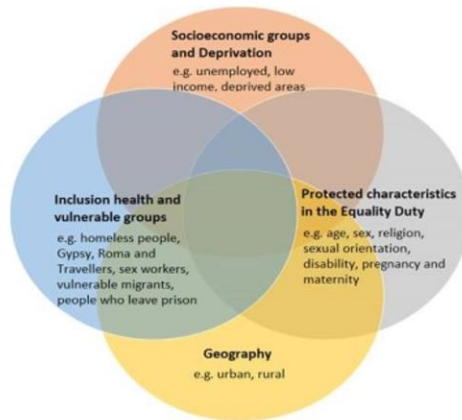 Socioeconomic groups
and Deprivation
e.g. unemployed, low
income, deprived areas
Inclusion health and
vulnerable groups
e.g. homeless people,
Gypsy, Roma and
Travellers, sex workers,
vulnerable migrants,
people who leave prison
Protected characteristics
in the Equality Duty
e.g. age, sex, religion,
sexual orientation,
disability, pregnancy and
maternity
Geography
e.g. urban, rural